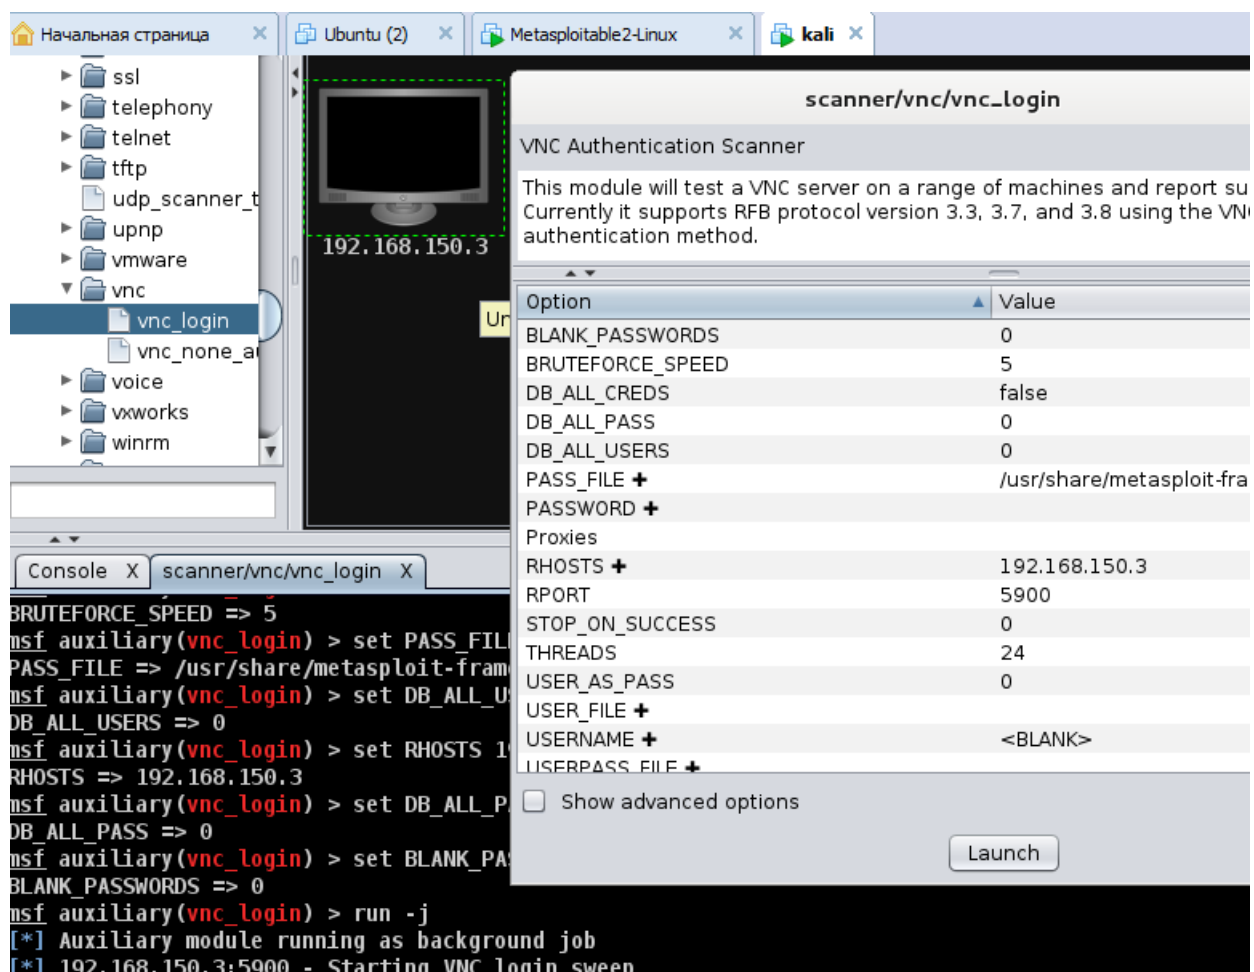 Начальная страница
Ubuntu (2)
Metasploitable2-Linux
kali
ssl
telephony
telnet
tftp
udp_scanner_t
upnp
vmware
vnc
vnc_login
vnc_none_a
voice
vxworks
winrm
192.168.150.3
scanner/vnc/vnc_login
VNC Authentication Scanner
This module will test a VNC server on a range of machines and report su
Currently it supports RFB protocol version 3.3, 3.7, and 3.8 using the VN
authentication method.
Option Value
BLANK_PASSWORDS 0
BRUTEFORCE_SPEED 5
DB_ALL_CREDS false
DB_ALL_PASS 0
DB_ALL_USERS 0
PASS_FILE + /usr/share/metasploit-fra
PASSWORD +
Proxies
RHOSTS + 192.168.150.3
RPORT 5900
STOP_ON_SUCCESS 0
THREADS 24
USER_AS_PASS 0
USER_FILE +
USERNAME + <BLANK>
USERPASS_FILE +
Show advanced options
Launch
Console X
scanner/vnc/vnc_login X
BRUTEFORCE_SPEED => 5
msf auxiliary(vnc_login) > set PASS_FIL
PASS_FILE => /usr/share/metasploit-fram
msf auxiliary(vnc_login) > set DB_ALL_U
DB_ALL_USERS => 0
msf auxiliary(vnc_login) > set RHOSTS 1
RHOSTS => 192.168.150.3
msf auxiliary(vnc_login) > set DB_ALL_P
DB_ALL_PASS => 0
msf auxiliary(vnc_login) > set BLANK_PA
BLANK_PASSWORDS => 0
msf auxiliary(vnc_login) > run -j
[*] Auxiliary module running as background job
[*] 192.168.150.3:5900 - Starting VNC login sweep